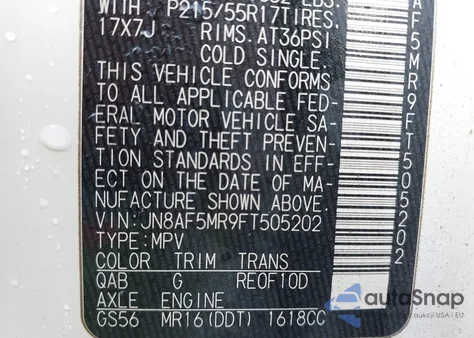 WITH P215/55R17TIRES,
17X7J RIMS. AT36PSI
COLD SINGLE.
THIS VEHICLE CONFORMS
TO ALL APPLICABLE FED-
ERAL MOTOR VEHICLE SA-
FETY AND THEFT PREVEN-
TION STANDARDS IN EFF-
ECT ON THE DATE OF MA-
NUFACTURE SHOWN ABOVE.
VIN:JN8AF5MR9FT505202
TYPE:MPV
COLOR TRIM TRANS
QAB G RE0F10D
AXLE ENGINE
GS56 MR16(DDT) 1618CC
AF5MR9FT505202
autoSnap